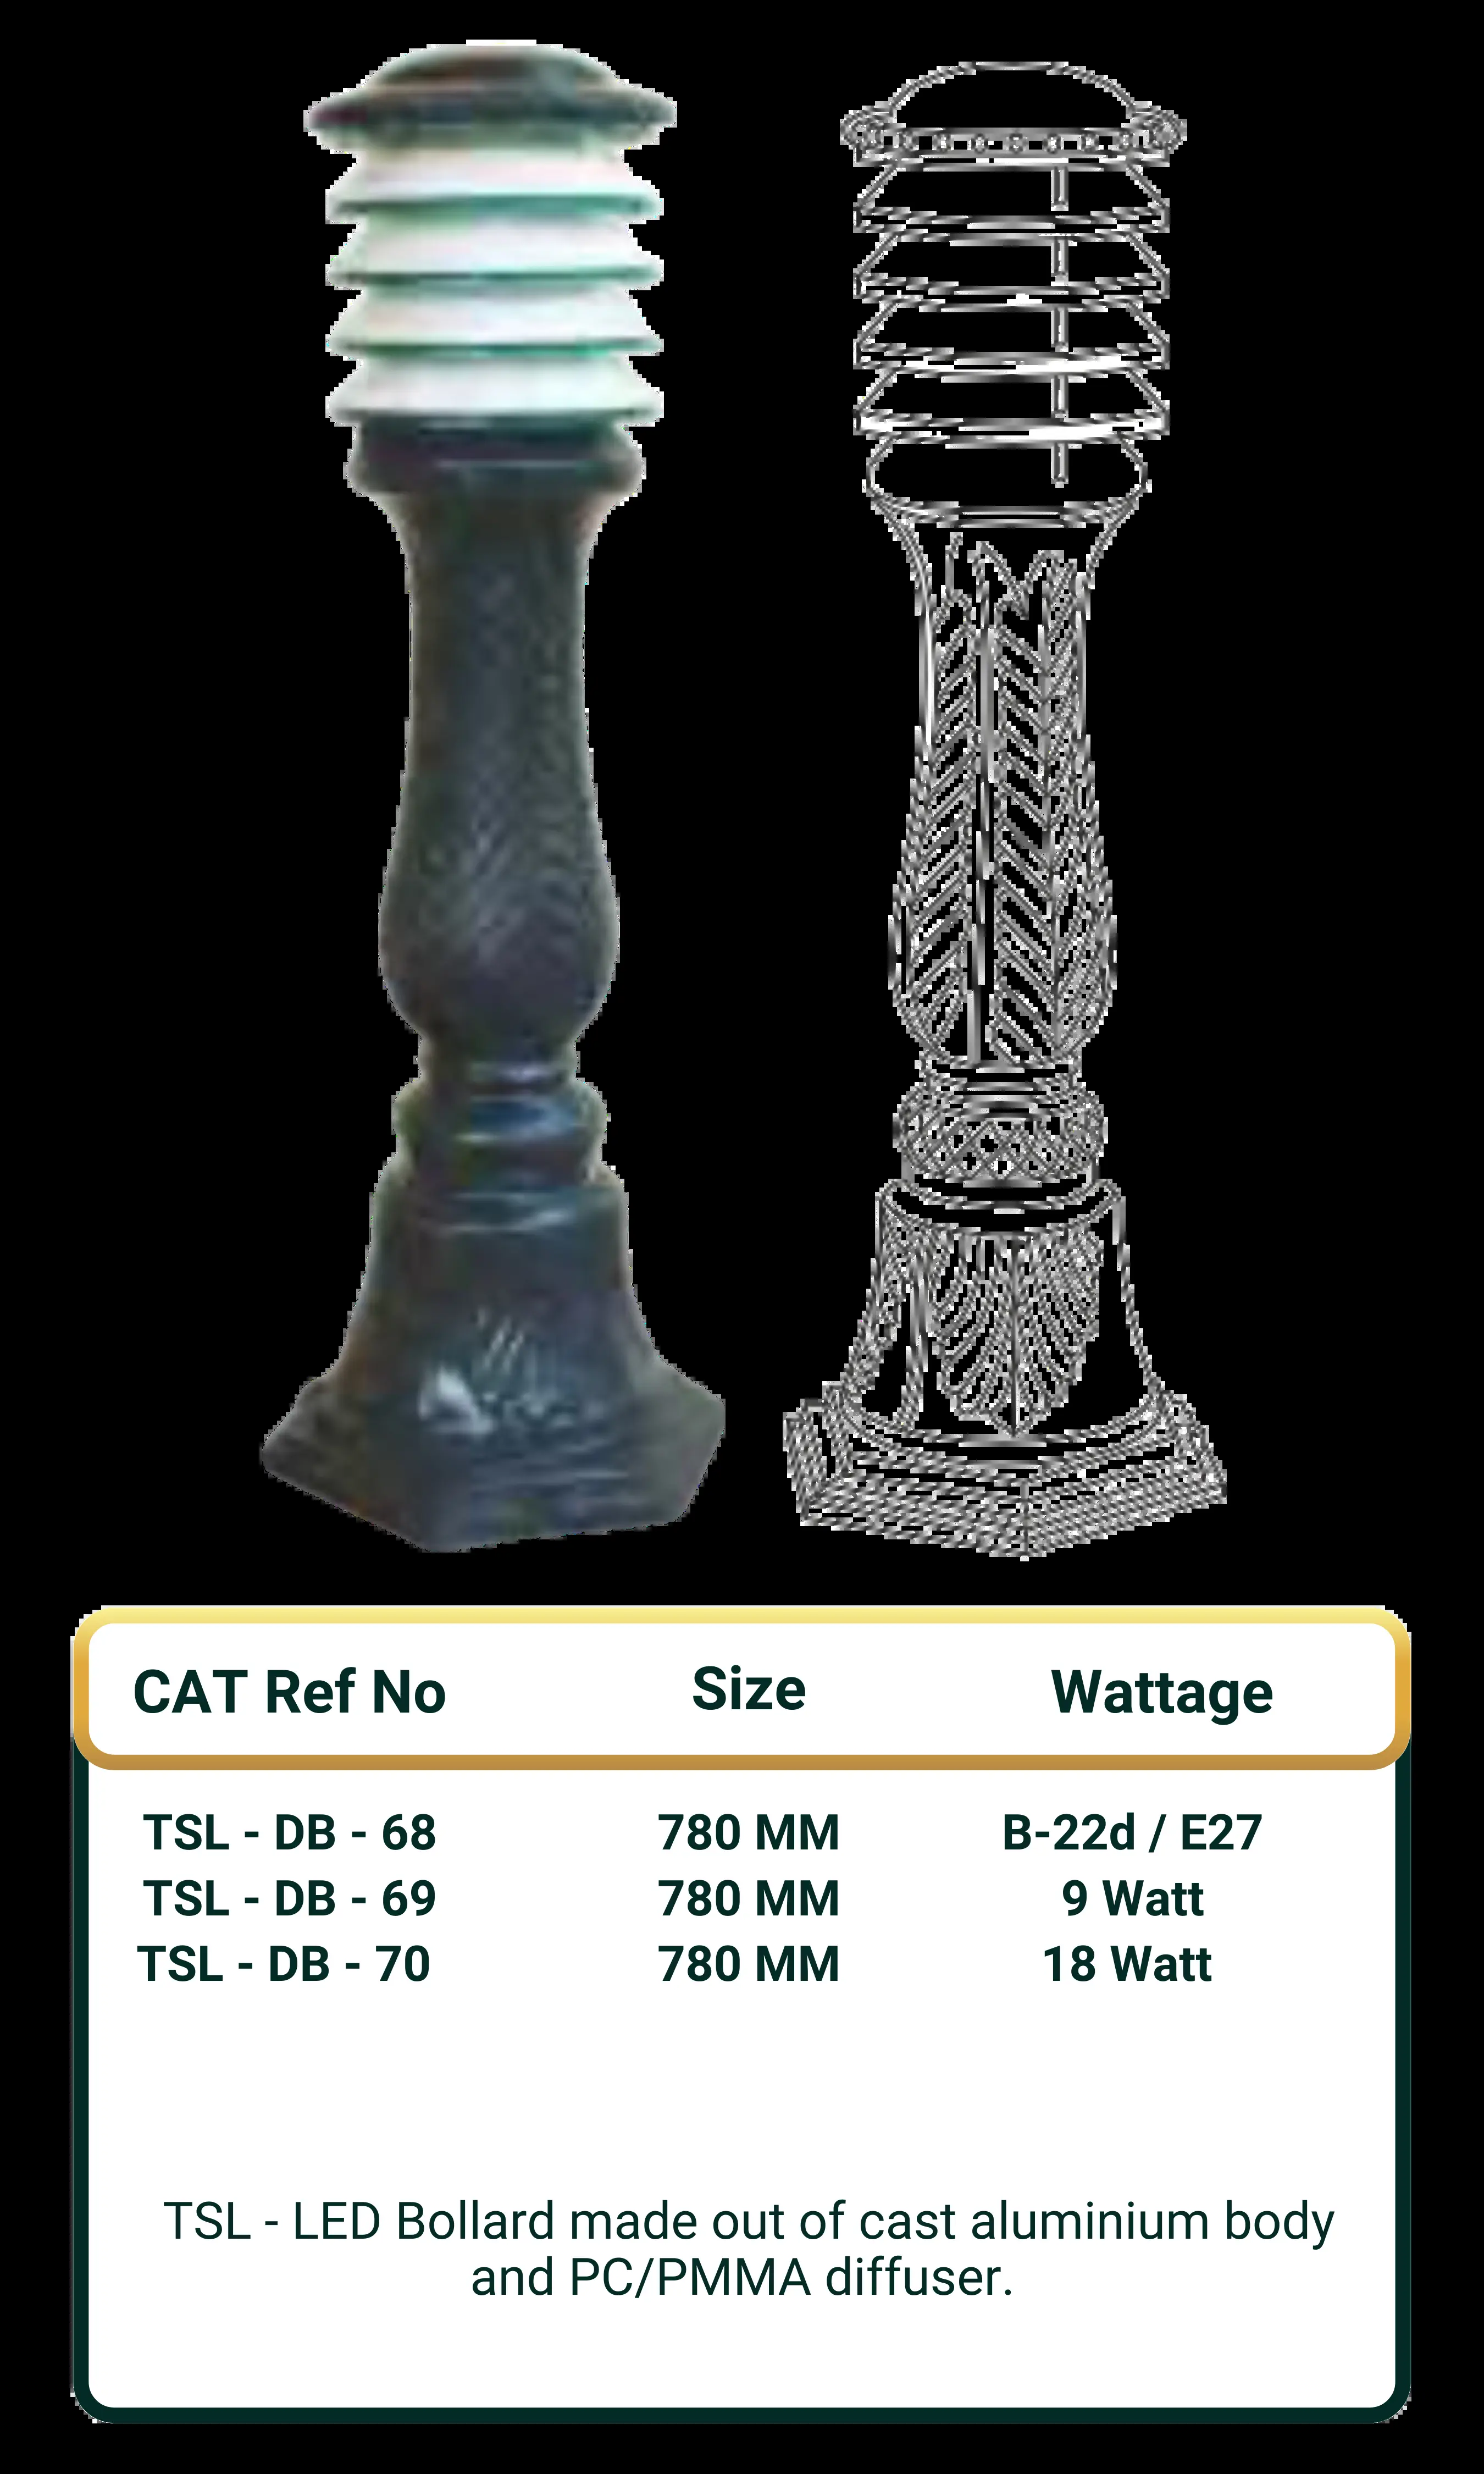 CAT Ref No Size Wattage
TSL - DB - 68 780 MM B-22d / E27
TSL - DB - 69 780 MM 9 Watt
TSL - DB - 70 780 MM 18 Watt
TSL - LED Bollard made out of cast aluminium body
and PC/PMMA diffuser.